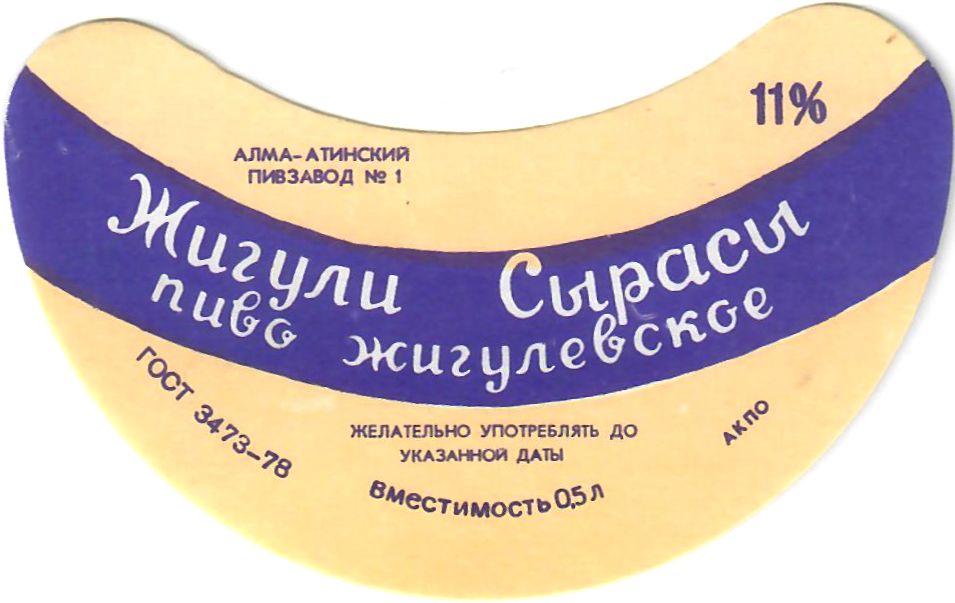 11%
АЛМА-АТИНСКИЙ
ПИВЗАВОД № 1
Жигули Сырасы
пиво жигулевское
ГОСТ 3473-78
ЖЕЛАТЕЛЬНО УПОТРЕБЛЯТЬ ДО
УКАЗАННОЙ ДАТЫ
АКПО
Вместимость 0,5 л